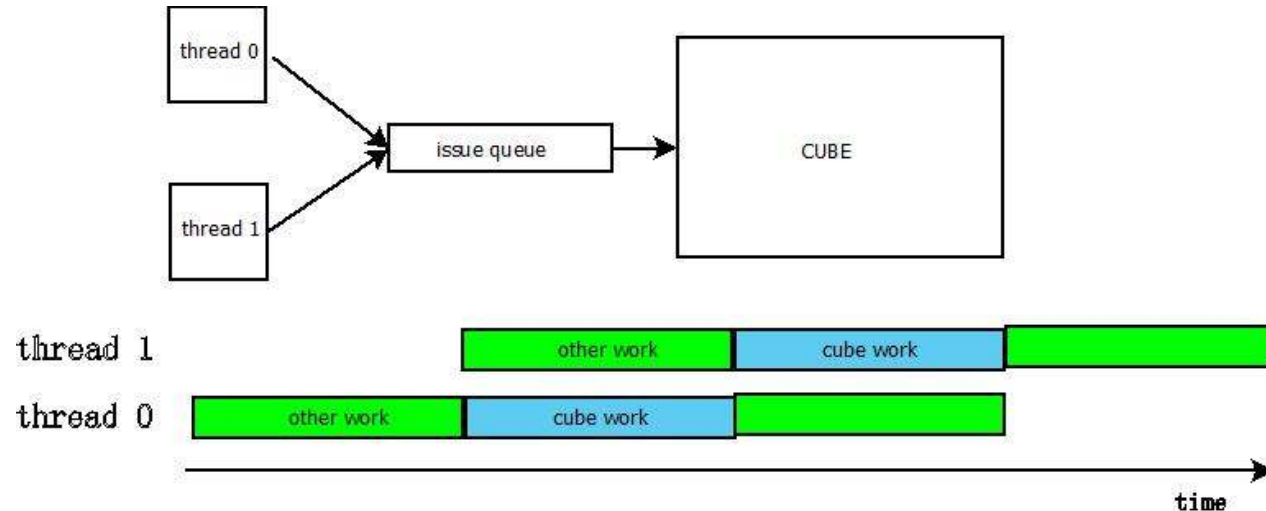 thread 0
issue queue
CUBE
thread 1
thread 1
other work
cube work
thread 0
other work
cube work
time